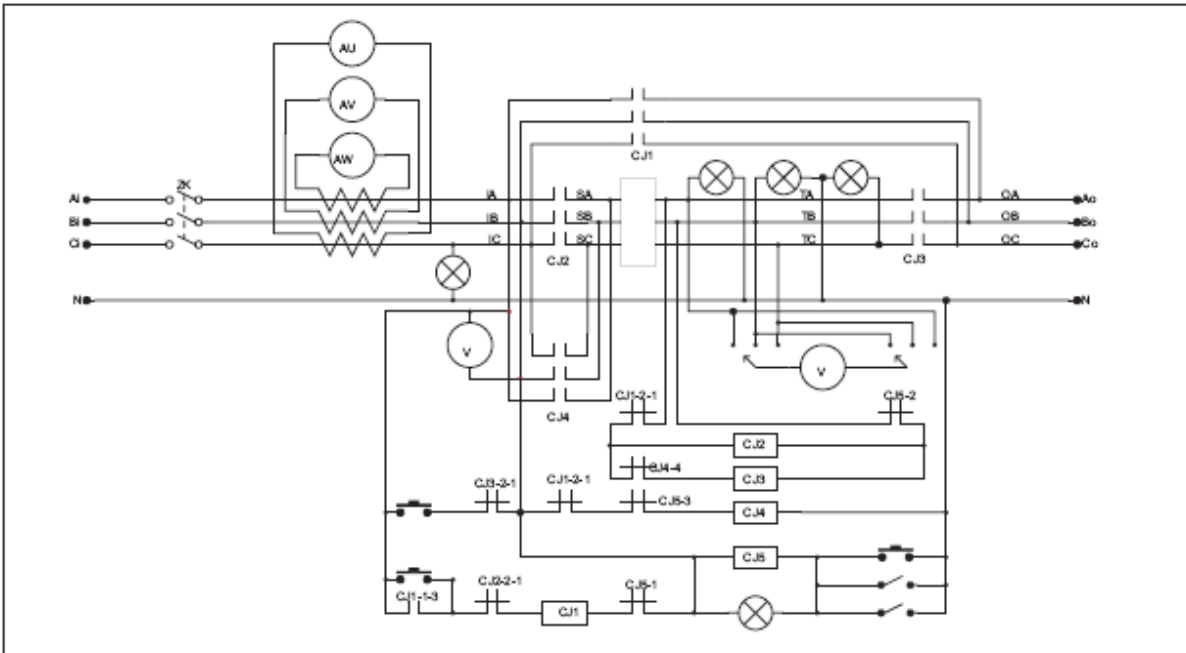 AU
AV
AW
Ai ZK IA SA TA OA Ao
Bi IB SB TB OB Bo
Ci IC SC TC OC Co
CJ1
CJ2 CJ3
N N
V V
CJ4 CJ1-2-1 CJ5-2
CJ2
CJ4-4 CJ3
CJ3-2-1 CJ1-2-1 CJ5-3 CJ4
CJ5
CJ1-1-3 CJ2-2-1 CJ1 CJ5-1